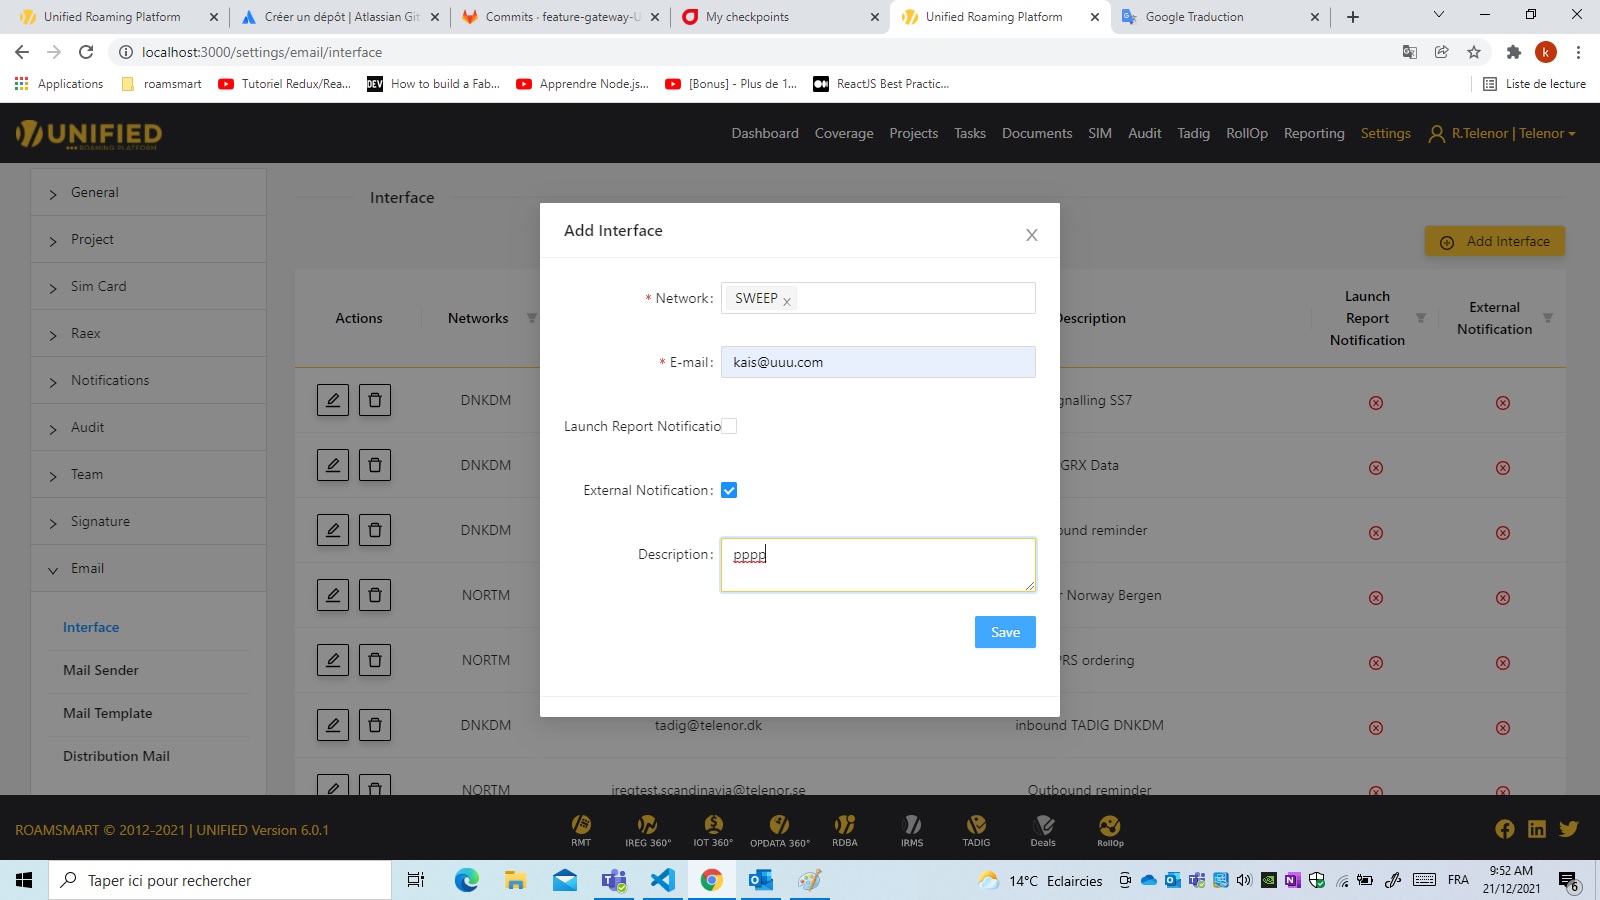 Unified Roaming Platform
Créer un dépôt | Atlassian Git
Commits · feature-gateway-U
My checkpoints
Unified Roaming Platform
Google Traduction
localhost:3000/settings/email/interface
k
Applications
roamsmart
Tutoriel Redux/Rea...
DEV
How to build a Fab...
Apprendre Node.js...
[Bonus] - Plus de 1...
ReactJS Best Practic...
Liste de lecture
UNIFIED
ROAMING PLATFORM
Dashboard
Coverage
Projects
Tasks
Documents
SIM
Audit
Tadig
RollOp
Reporting
Settings
R.Telenor | Telenor
General
Project
Sim Card
Raex
Notifications
Audit
Team
Signature
Email
Interface
Mail Sender
Mail Template
Distribution Mail
Interface
Add Interface
Actions
Networks
Description
Launch
Report
Notification
External
Notification
DNKDM
gnalling SS7
DNKDM
GRX Data
DNKDM
ound reminder
NORTM
r Norway Bergen
NORTM
PRS ordering
DNKDM
tadig@telenor.dk
inbound TADIG DNKDM
NORTM
iregtest.scandinavia@telenor.se
Outbound reminder
Add Interface
* Network:
SWEEP x
* E-mail:
kais@uuu.com
Launch Report Notificatio
External Notification:
Description:
pppp
Save
ROAMSMART © 2012-2021 | UNIFIED Version 6.0.1
RMT
IREG 360°
IOT 360°
OPDATA 360°
RDBA
IRMS
TADIG
Deals
RollOp
Taper ici pour rechercher
14°C Eclaircies
FRA
9:52 AM
21/12/2021
6